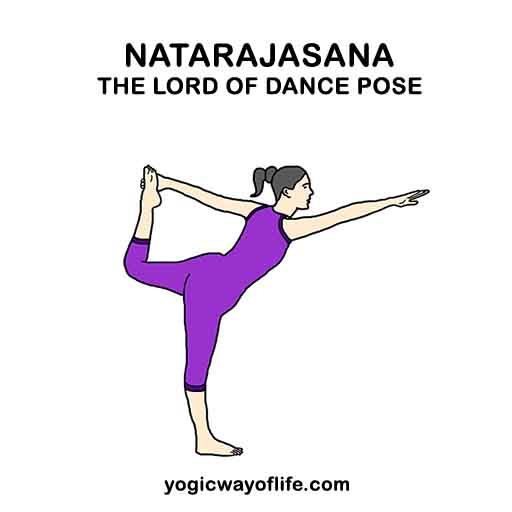 NATARAJASANA
THE LORD OF DANCE POSE
yogicwayoflife.com